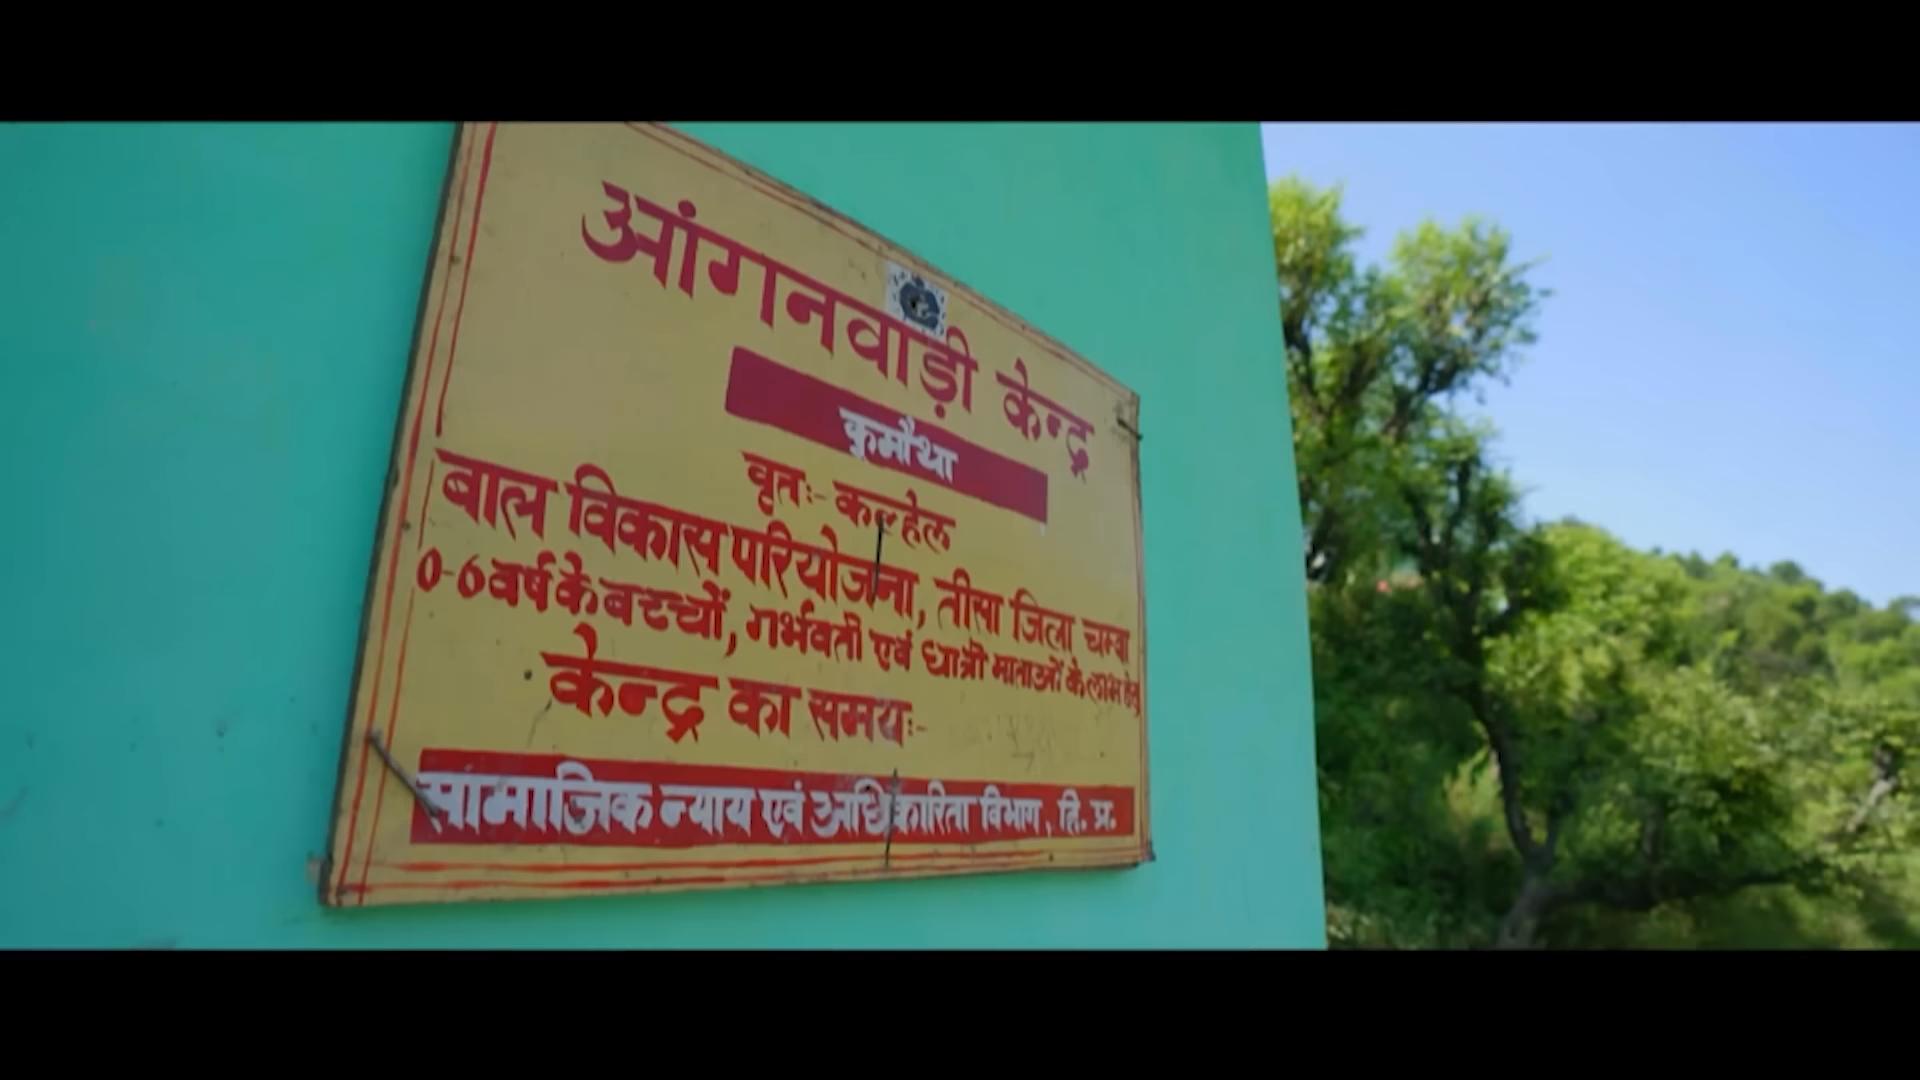 आंगनवाड़ी केन्द्र
कुमौथा
वृतः- कल्हेल
बाल विकास परियोजना, तीसा जिला चम्बा
0-6 वर्ष के बच्चों, गर्भवती एवं धात्री माताओं के लाभ हेतु
केन्द्र का समयः-
सामाजिक न्याय एवं अधिकारिता विभाग, हि. प्र.